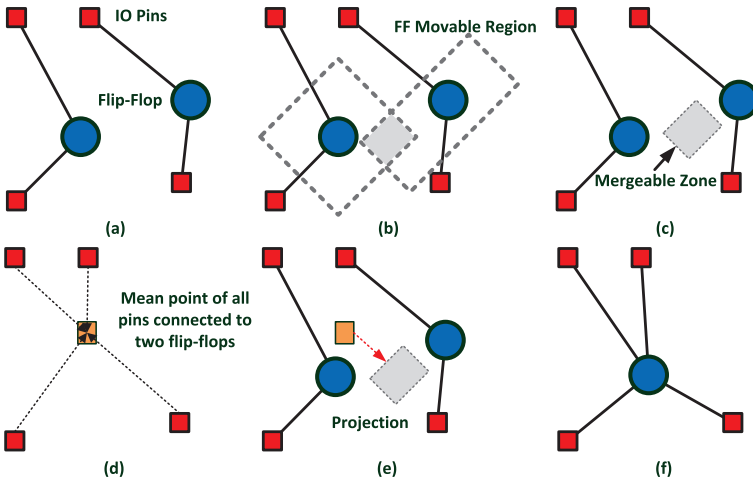 IO Pins
Flip-Flop
(a)
FF Movable Region
(b)
Mergeable Zone
(c)
Mean point of all
pins connected to
two flip-flops
(d)
Projection
(e)
(f)